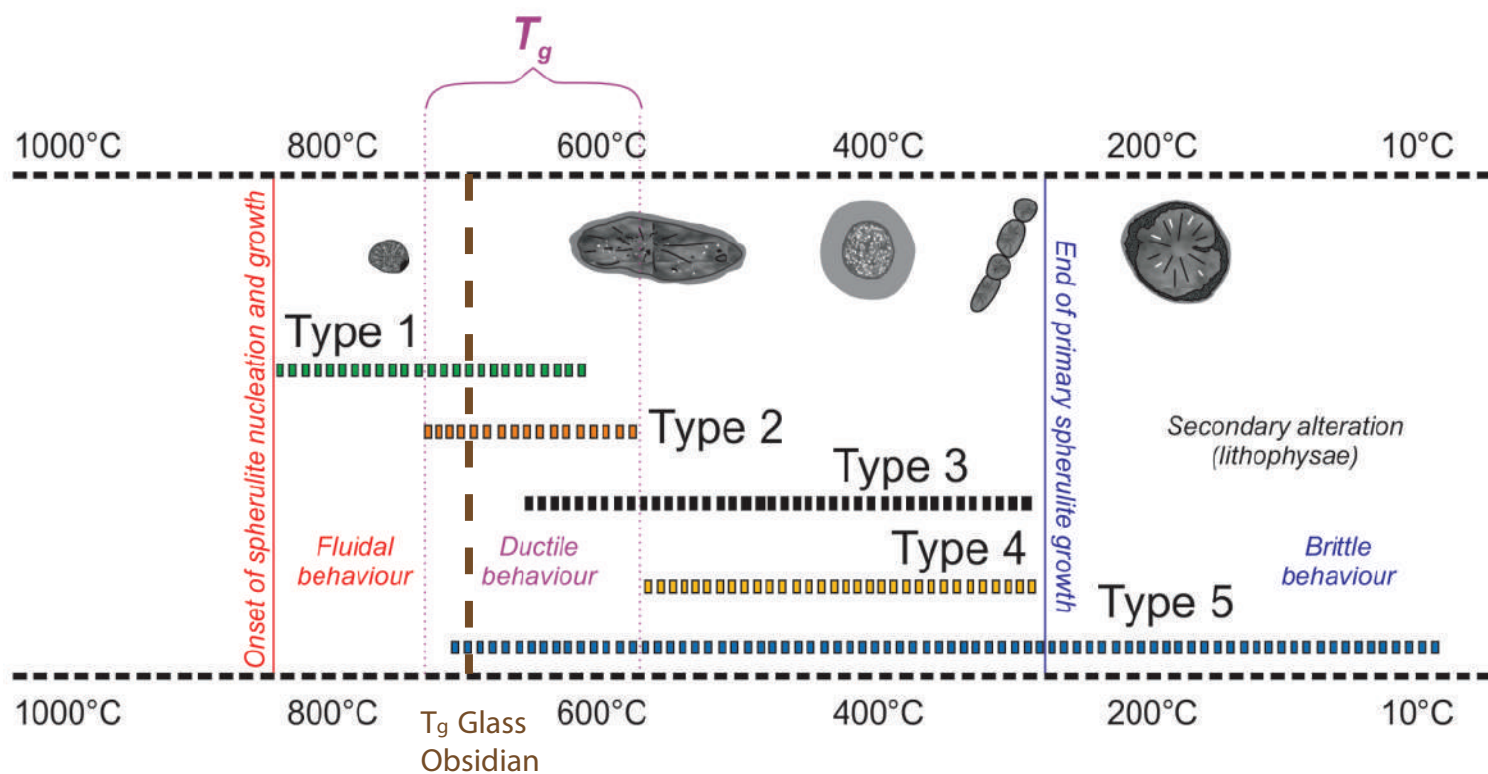 Tg
1000°C 800°C 600°C 400°C 200°C 10°C
Onset of spherulite nucleation and growth
End of primary spherulite growth
Type 1
Type 2
Secondary alteration
(lithophysae)
Type 3
Fluidal
behaviour
Ductile
behaviour
Type 4
Brittle
behaviour
Type 5
1000°C 800°C 600°C 400°C 200°C 10°C
Tg Glass
Obsidian